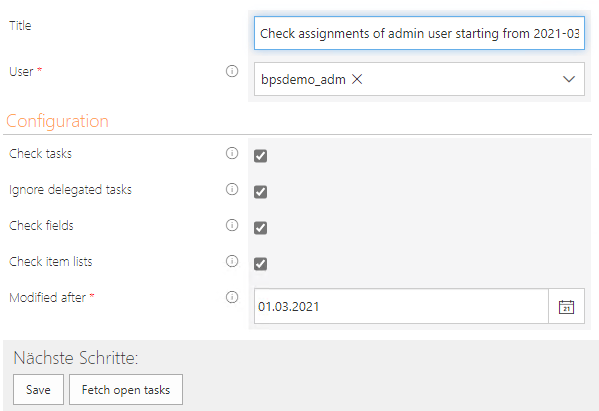 Title
Check assignments of admin user starting from 2021-03
User *
bpsdemo_adm
Configuration
Check tasks
Ignore delegated tasks
Check fields
Check item lists
Modified after *
01.03.2021
21
Nächste Schritte:
Save
Fetch open tasks